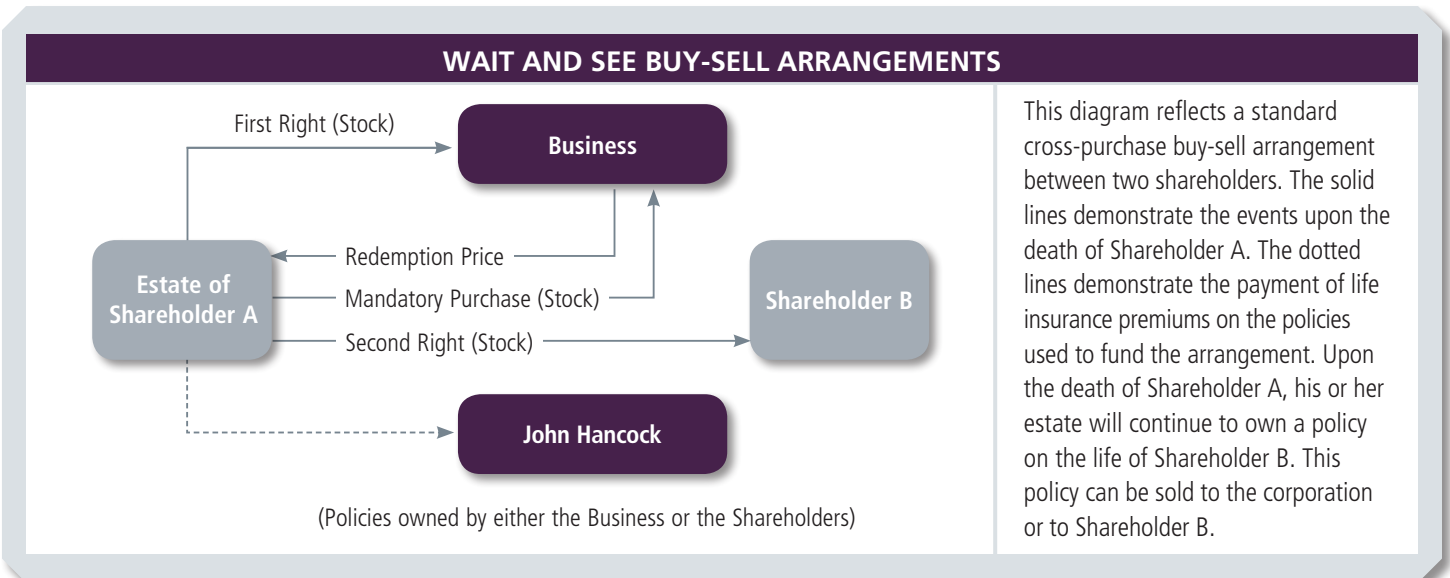 WAIT AND SEE BUY-SELL ARRANGEMENTS
First Right (Stock)
Business
Redemption Price
Estate of
Shareholder A
Mandatory Purchase (Stock)
Shareholder B
Second Right (Stock)
John Hancock
(Policies owned by either the Business or the Shareholders)
This diagram reflects a standard
cross-purchase buy-sell arrangement
between two shareholders. The solid
lines demonstrate the events upon the
death of Shareholder A. The dotted
lines demonstrate the payment of life
insurance premiums on the policies
used to fund the arrangement. Upon
the death of Shareholder A, his or her
estate will continue to own a policy
on the life of Shareholder B. This
policy can be sold to the corporation
or to Shareholder B.